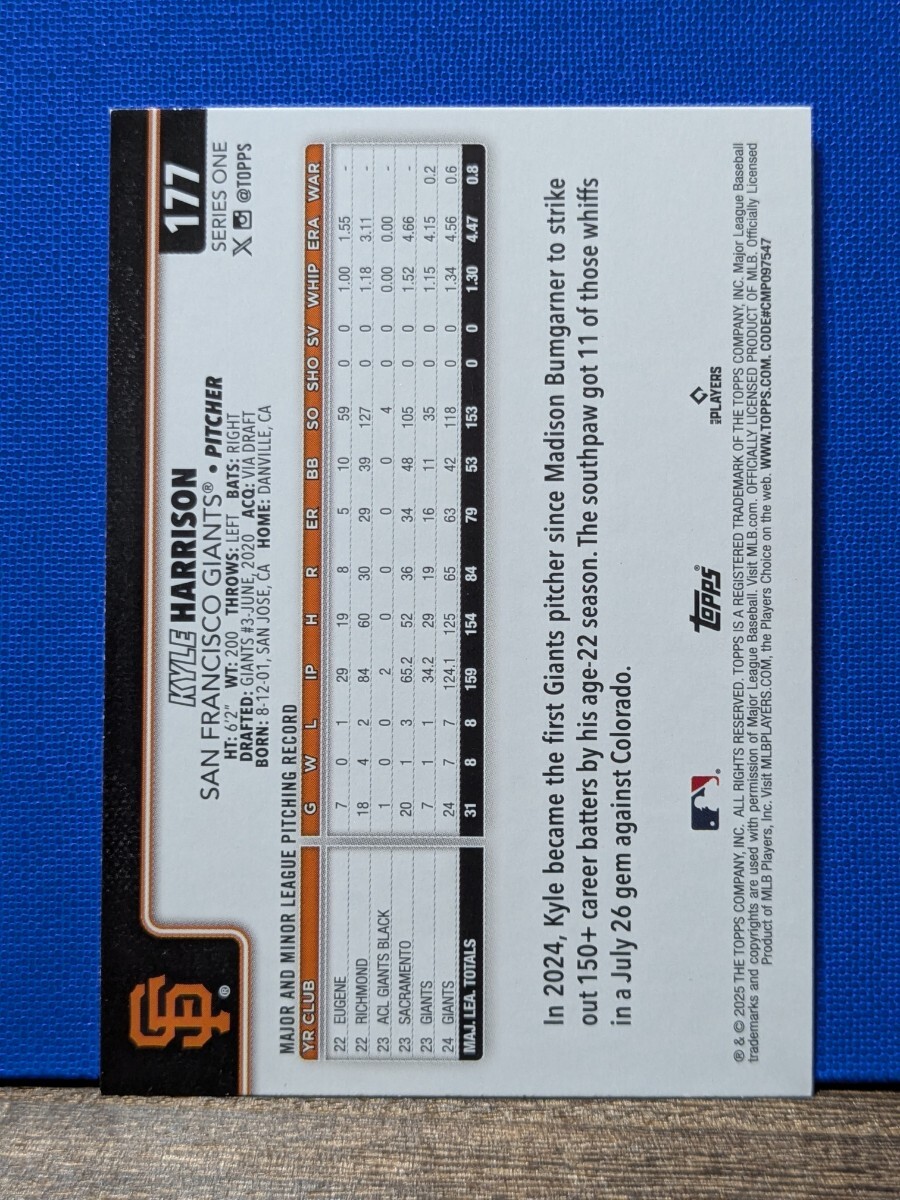 177
SERIES ONE
X @TOPPS
KYLE HARRISON
SAN FRANCISCO GIANTS® • PITCHER
HT: 6'2" WT: 200 THROWS: LEFT BATS: RIGHT
DRAFTED: GIANTS #3-JUNE, 2020 ACQ: VIA DRAFT
BORN: 8-12-01, SAN JOSE, CA HOME: DANVILLE, CA
SF®
MAJOR AND MINOR LEAGUE PITCHING RECORD
YR CLUB G W L IP H R ER BB SO SHO SV WHIP ERA WAR
22 EUGENE 7 0 1 29 19 8 5 10 59 0 0 1.00 1.55 -
22 RICHMOND 18 4 2 84 60 30 29 39 127 0 0 1.18 3.11 -
23 ACL GIANTS BLACK 1 0 0 2 0 0 0 0 4 0 0 0.00 0.00 -
23 SACRAMENTO 20 1 3 65.2 52 36 34 48 105 0 0 1.52 4.66 -
23 GIANTS 7 1 1 34.2 29 19 16 11 35 0 0 1.15 4.15 0.2
24 GIANTS 24 7 7 124.1 125 65 63 42 118 0 0 1.34 4.56 0.6
MAJ. LEA. TOTALS 31 8 8 159 154 84 79 53 153 0 0 1.30 4.47 0.8
In 2024, Kyle became the first Giants pitcher since Madison Bumgarner to strike
out 150+ career batters by his age-22 season. The southpaw got 11 of those whiffs
in a July 26 gem against Colorado.
topps®
PLAYERS
® & © 2025 THE TOPPS COMPANY, INC. ALL RIGHTS RESERVED. TOPPS IS A REGISTERED TRADEMARK OF THE TOPPS COMPANY, INC. Major League Baseball
trademarks and copyrights are used with permission of Major League Baseball. Visit MLB.com. OFFICIALLY LICENSED PRODUCT OF MLB. Officially Licensed
Product of MLB Players, Inc. Visit MLBPLAYERS.COM, the Players Choice on the web. WWW.TOPPS.COM. CODE#CMP097547